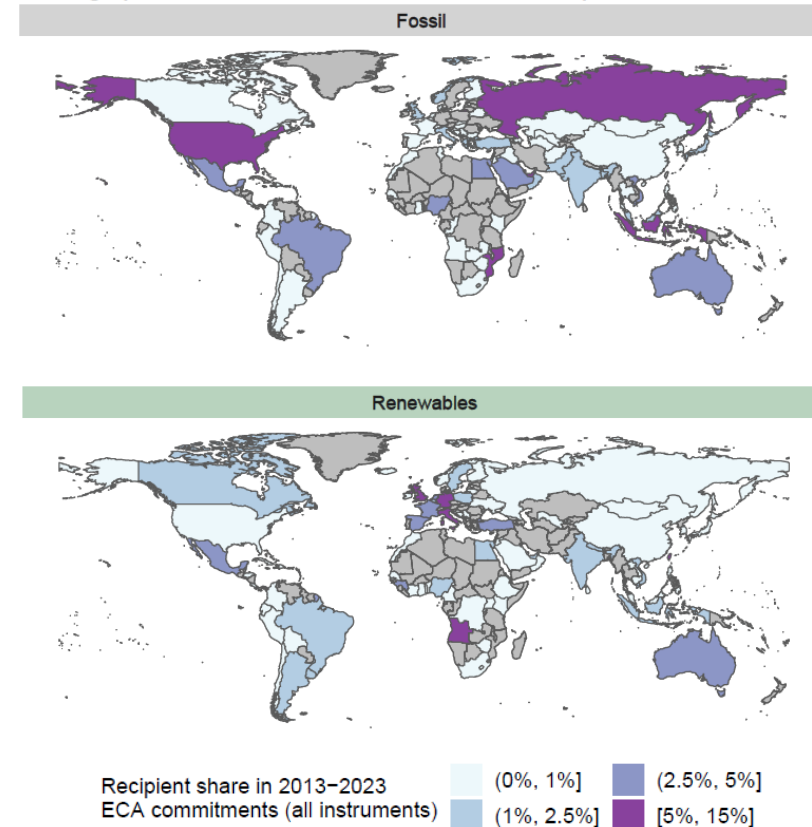 Fossil
Renewables
Recipient share in 2013−2023
ECA commitments (all instruments)
(0%, 1%]
(2.5%, 5%]
(1%, 2.5%]
[5%, 15%]